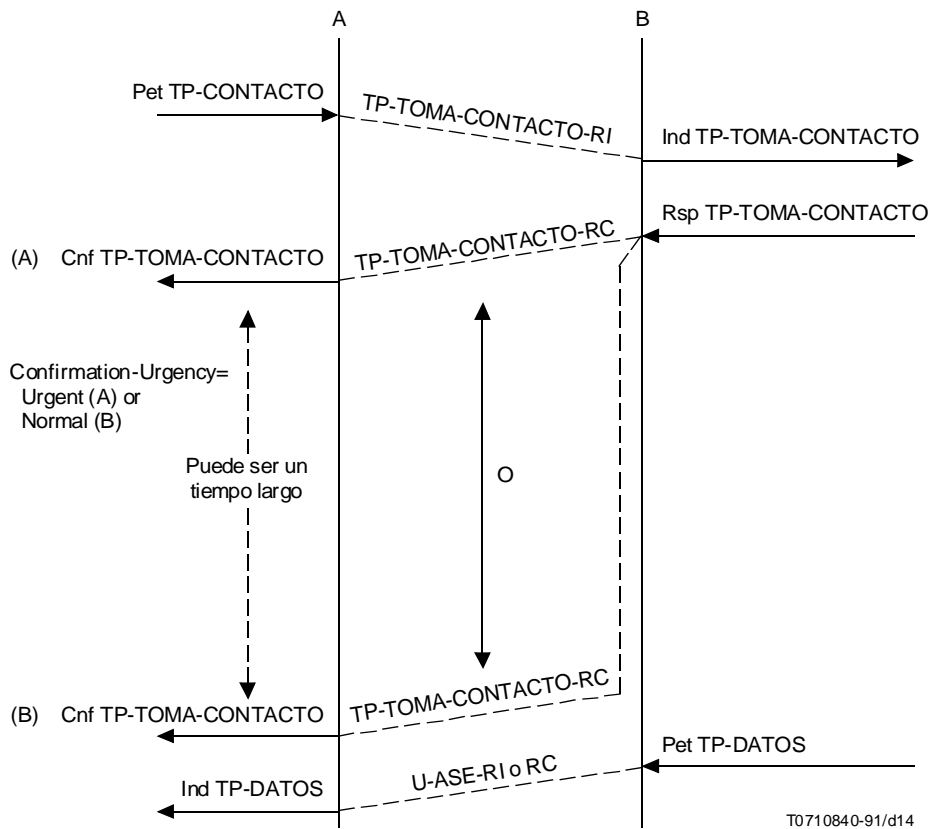 A
B
Pet TP-CONTACTO
TP-TOMA-CONTACTO-RI
Ind TP-TOMA-CONTACTO
Rsp TP-TOMA-CONTACTO
TP-TOMA-CONTACTO-RC
(A) Cnf TP-TOMA-CONTACTO
Confirmation-Urgency=
Urgent (A) or
Normal (B)
Puede ser un
tiempo largo
O
TP-TOMA-CONTACTO-RC
(B) Cnf TP-TOMA-CONTACTO
Pet TP-DATOS
U-ASE-RI o RC
Ind TP-DATOS
T0710840-91/d14